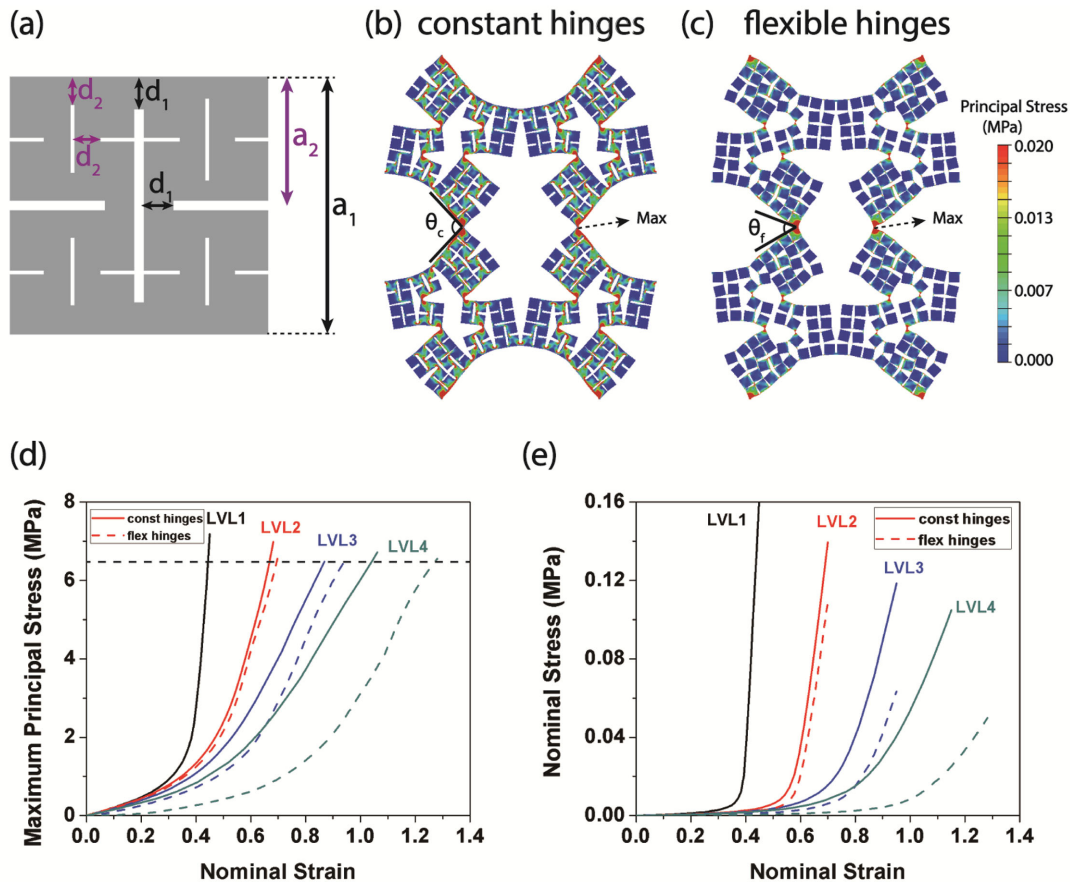 (a)
(b) constant hinges
(c) flexible hinges
d₂
d₁
d₂
d₁
a₂
a₁
θc
Max
θf
Max
Principal Stress
(MPa)
0.020
0.013
0.007
0.000
(d)
Maximum Principal Stress (MPa)
8
6
4
2
0
const hinges
flex hinges
LVL1
LVL2
LVL3
LVL4
0.0 0.2 0.4 0.6 0.8 1.0 1.2 1.4
Nominal Strain
(e)
Nominal Stress (MPa)
0.16
0.12
0.08
0.04
0.00
LVL1
LVL2
const hinges
flex hinges
LVL3
LVL4
0.0 0.2 0.4 0.6 0.8 1.0 1.2 1.4
Nominal Strain